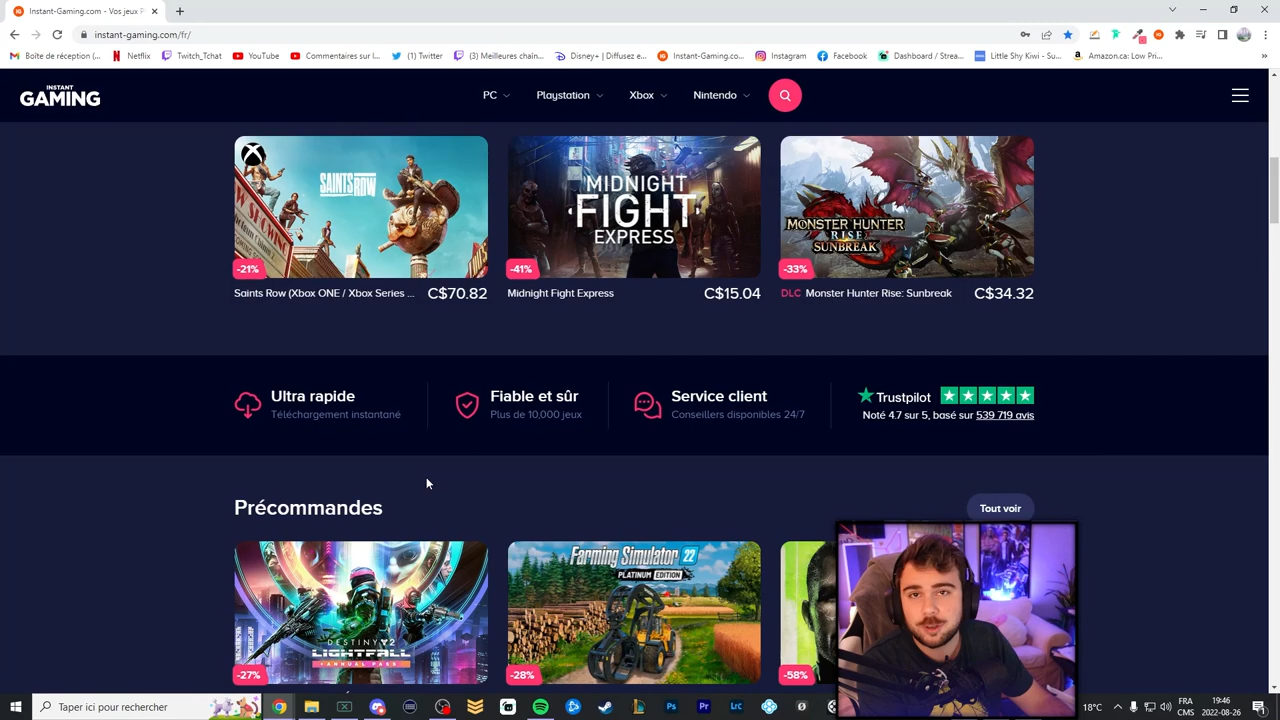 Instant-Gaming.com - Vos jeux P
instant-gaming.com/fr/
Boîte de réception (...
Netflix
Twitch_Tchat
YouTube
Commentaires sur l...
(1) Twitter
(3) Meilleures chaîn...
Disney+ | Diffusez e...
Instant-Gaming.co...
Instagram
Facebook
Dashboard / Strea...
Little Shy Kiwi - Su...
Amazon.ca: Low Pri...
»
INSTANT GAMING
PC
Playstation
Xbox
Nintendo
SAINTS ROW
MIDNIGHT
FIGHT
EXPRESS
MONSTER HUNTER
RISE
SUNBREAK
-21%
-41%
-33%
Saints Row (Xbox ONE / Xbox Series ...
C$70.82
Midnight Fight Express
C$15.04
DLC Monster Hunter Rise: Sunbreak
C$34.32
Ultra rapide
Téléchargement instantané
Fiable et sûr
Plus de 10,000 jeux
Service client
Conseillers disponibles 24/7
Trustpilot
Noté 4.7 sur 5, basé sur 539 719 avis
Précommandes
Tout voir
DESTINY 2
LIGHTFALL
+ ANNUAL PASS
Farming Simulator 22
PLATINUM EDITION
-27%
-28%
-58%
Taper ici pour rechercher
Ps
Pr
Lrc
18°C
FRA
CMS
19:46
2022-08-26
1